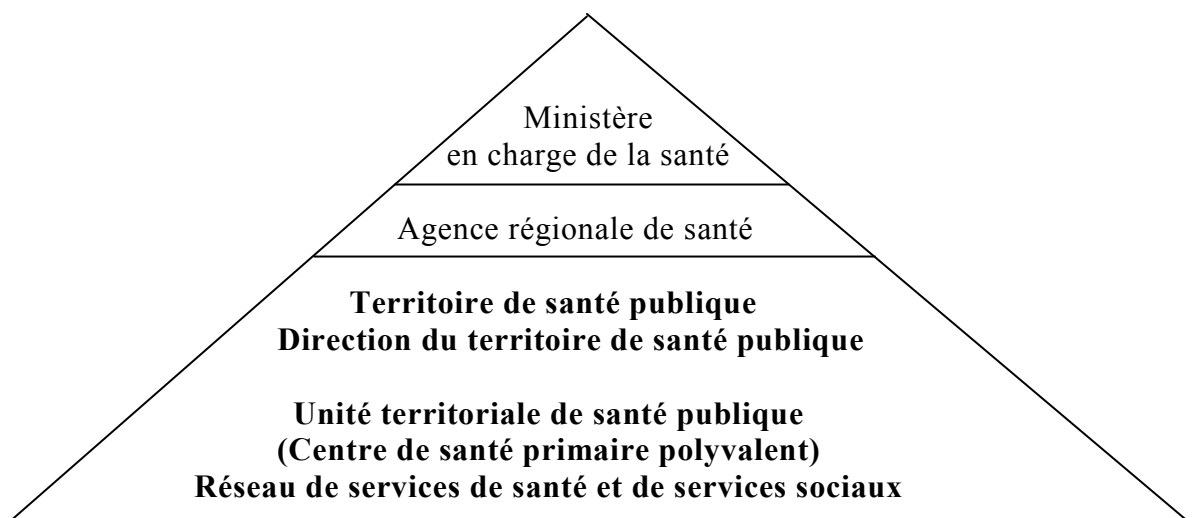 Ministère
en charge de la santé
Agence régionale de santé
Territoire de santé publique
Direction du territoire de santé publique
Unité territoriale de santé publique
(Centre de santé primaire polyvalent)
Réseau de services de santé et de services sociaux